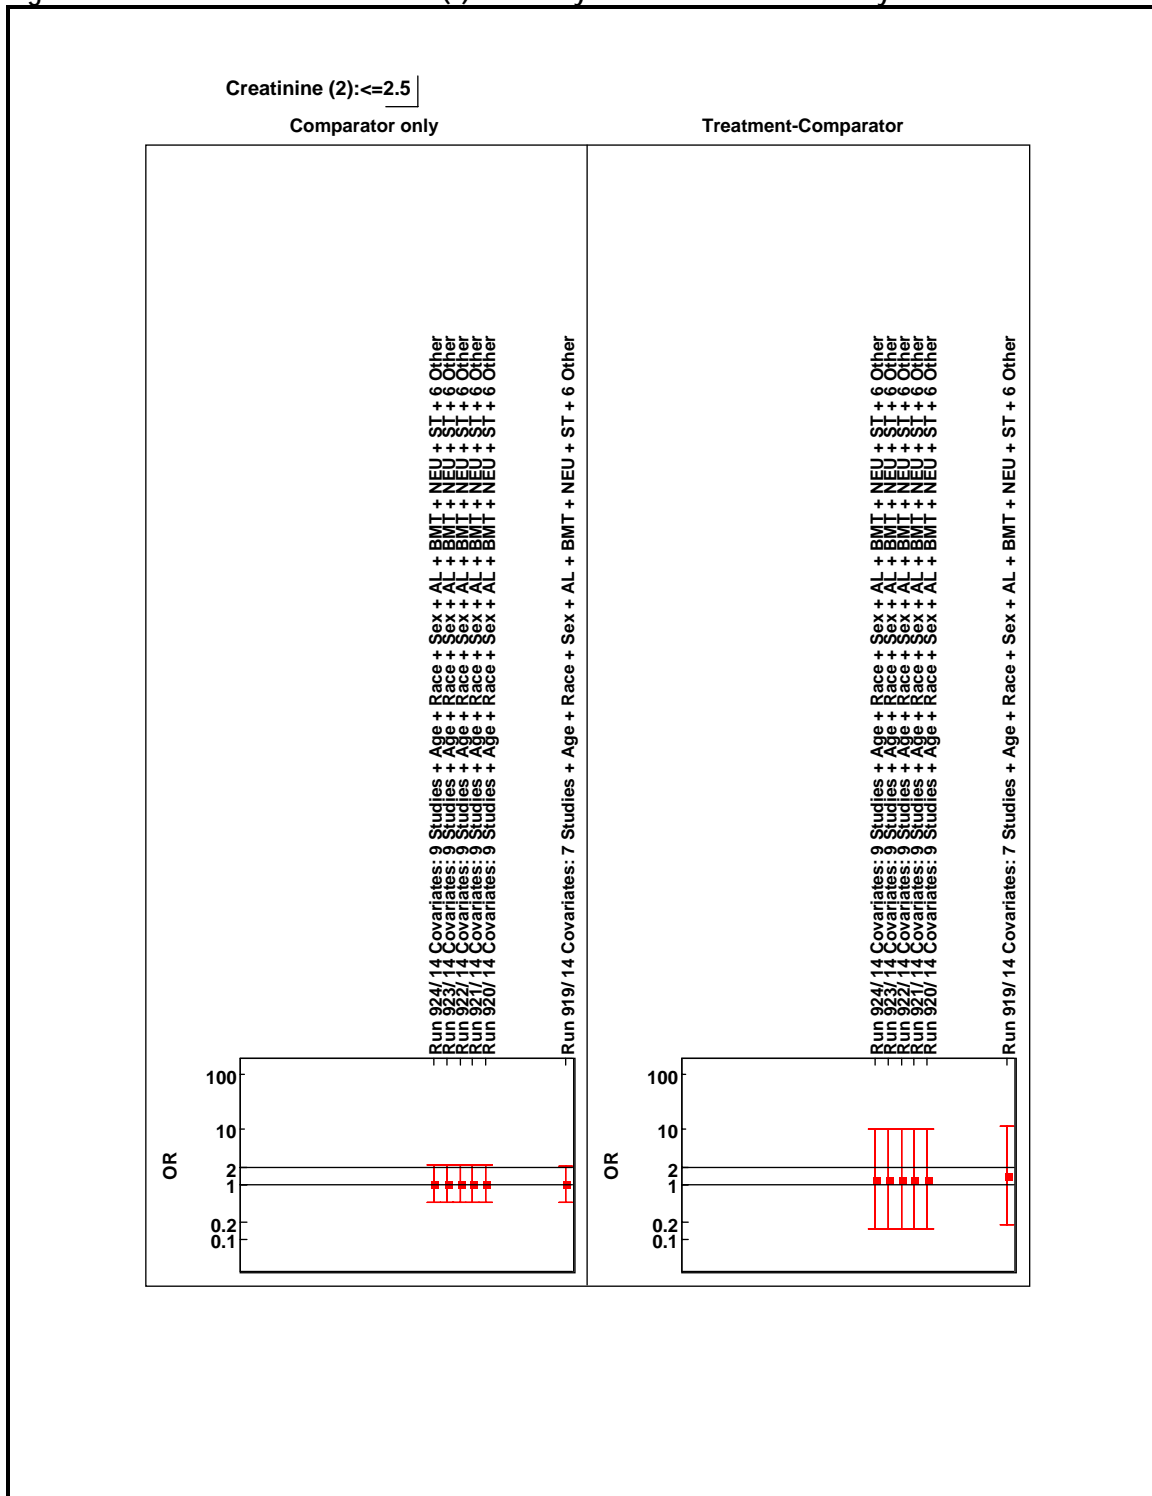 Creatinine (2):<=2.5
Comparator only
Treatment-Comparator
Run 924/ 14 Covariates: 9 Studies + Age + Race + Sex + AL + BMT + NEU + ST + 6 Other
Run 923/ 14 Covariates: 9 Studies + Age + Race + Sex + AL + BMT + NEU + ST + 6 Other
Run 922/ 14 Covariates: 9 Studies + Age + Race + Sex + AL + BMT + NEU + ST + 6 Other
Run 921/ 14 Covariates: 9 Studies + Age + Race + Sex + AL + BMT + NEU + ST + 6 Other
Run 920/ 14 Covariates: 9 Studies + Age + Race + Sex + AL + BMT + NEU + ST + 6 Other
Run 919/ 14 Covariates: 7 Studies + Age + Race + Sex + AL + BMT + NEU + ST + 6 Other
OR
100
10
2
1
0.2
0.1
Run 924/ 14 Covariates: 9 Studies + Age + Race + Sex + AL + BMT + NEU + ST + 6 Other
Run 923/ 14 Covariates: 9 Studies + Age + Race + Sex + AL + BMT + NEU + ST + 6 Other
Run 922/ 14 Covariates: 9 Studies + Age + Race + Sex + AL + BMT + NEU + ST + 6 Other
Run 921/ 14 Covariates: 9 Studies + Age + Race + Sex + AL + BMT + NEU + ST + 6 Other
Run 920/ 14 Covariates: 9 Studies + Age + Race + Sex + AL + BMT + NEU + ST + 6 Other
Run 919/ 14 Covariates: 7 Studies + Age + Race + Sex + AL + BMT + NEU + ST + 6 Other
OR
100
10
2
1
0.2
0.1